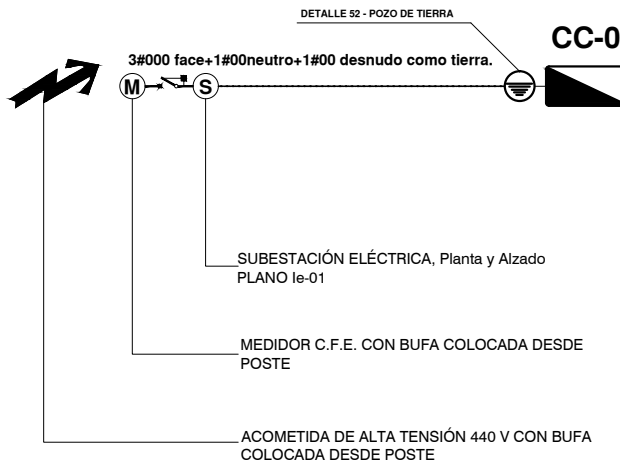 DETALLE 52 - POZO DE TIERRA
CC-0
3#000 face+1#00neutro+1#00 desnudo como tierra.
M
S
SUBESTACIÓN ELÉCTRICA, Planta y Alzado
PLANO Ie-01
MEDIDOR C.F.E. CON BUFA COLOCADA DESDE
POSTE
ACOMETIDA DE ALTA TENSIÓN 440 V CON BUFA
COLOCADA DESDE POSTE